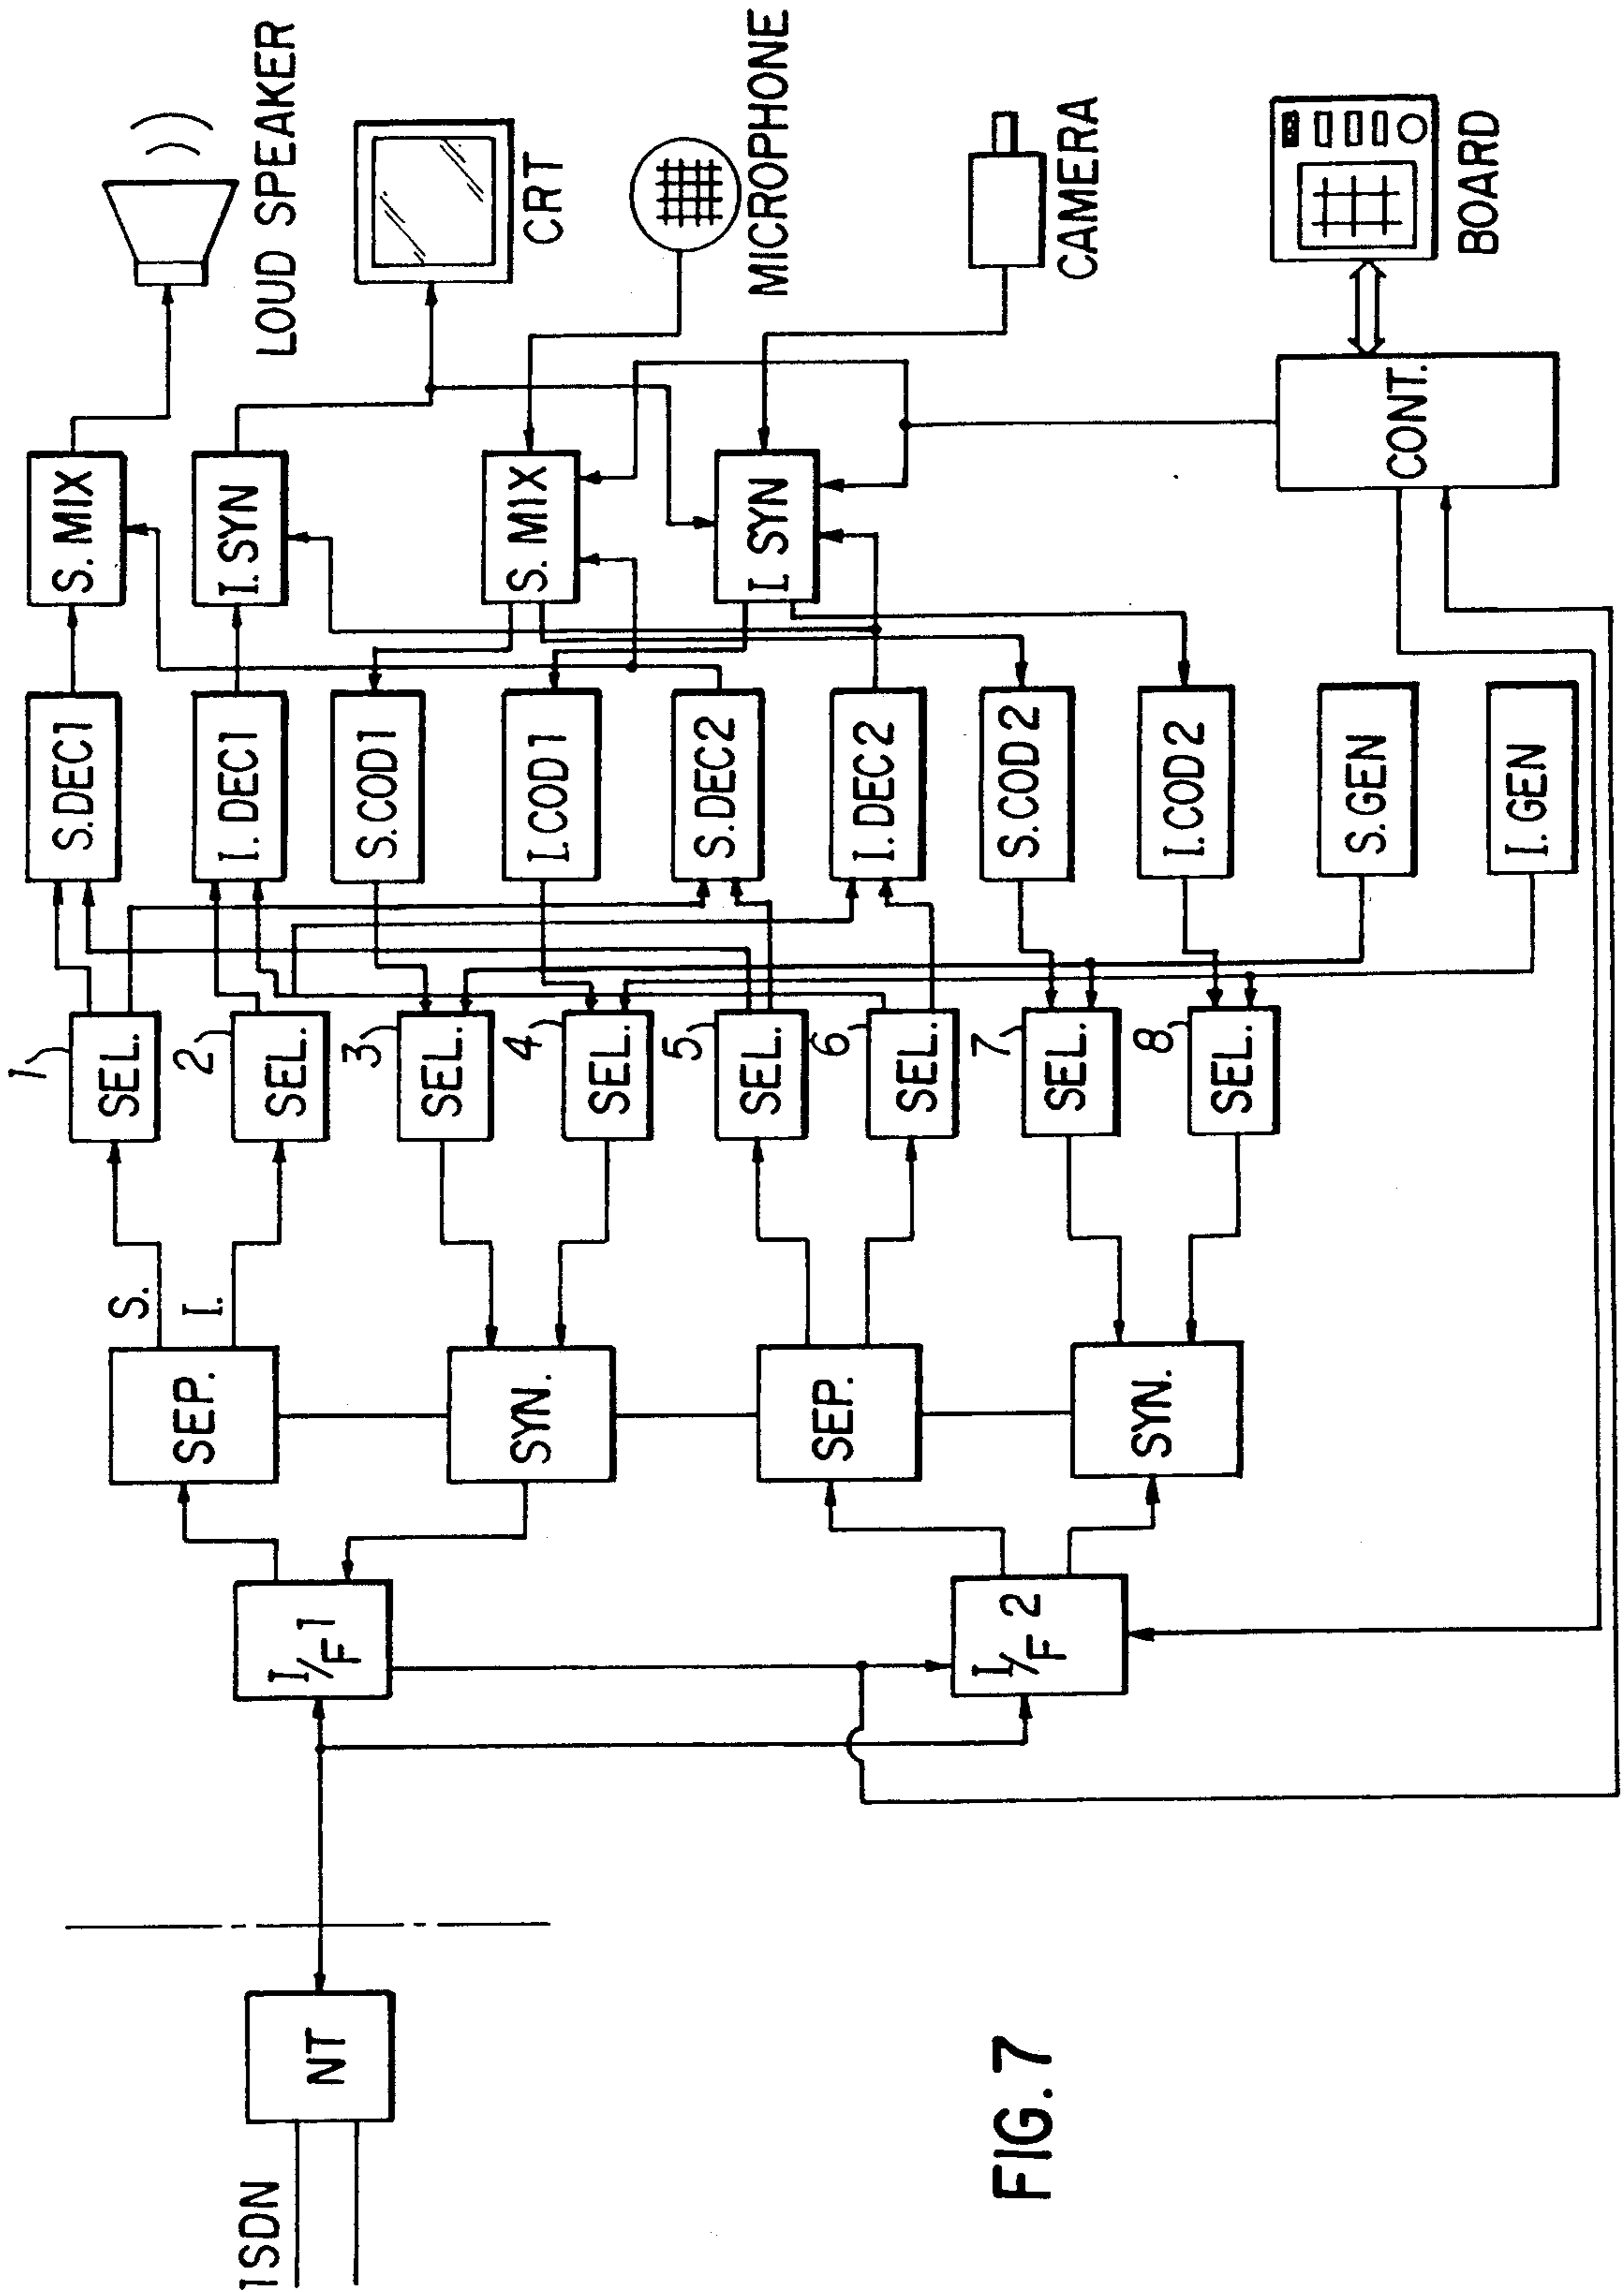 ISDN
NT
I/F 1
I/F 2
SEP.
SYN.
SEP.
SYN.
S.
I.
1
SEL.
2
SEL.
3
SEL.
4
SEL.
5
SEL.
6
SEL.
7
SEL.
8
SEL.
S.DEC1
I.DEC1
S.COD1
I.COD1
S.DEC2
I.DEC2
S.COD2
I.COD2
S.GEN
I.GEN
S.MIX
I.SYN
S.MIX
I.SYN
CONT.
LOUD SPEAKER
CRT
MICROPHONE
CAMERA
BOARD
FIG. 7